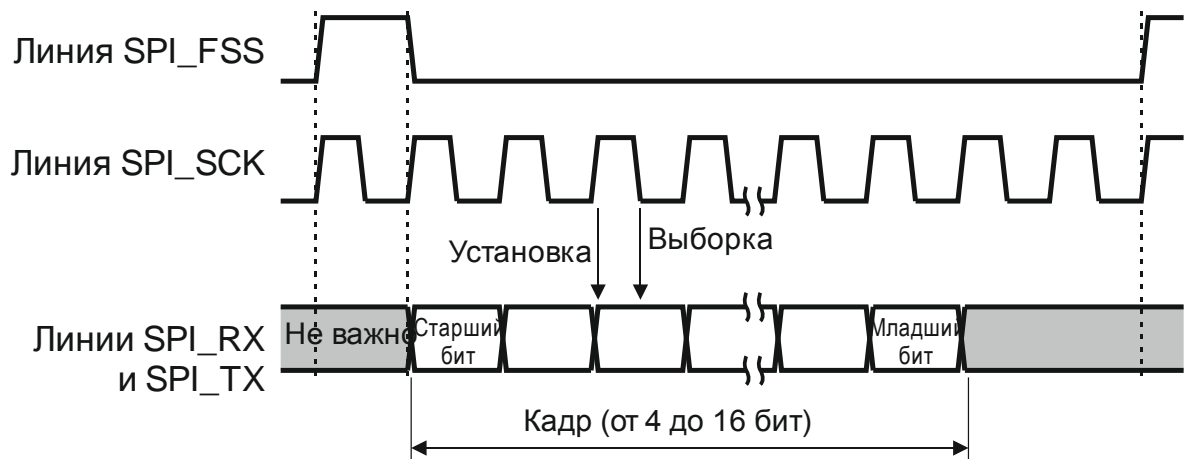 Линия SPI_FSS
Линия SPI_SCK
Установка
Выборка
Линии SPI_RX
и SPI_TX
Не важно
Старший
бит
Младший
бит
Кадр (от 4 до 16 бит)